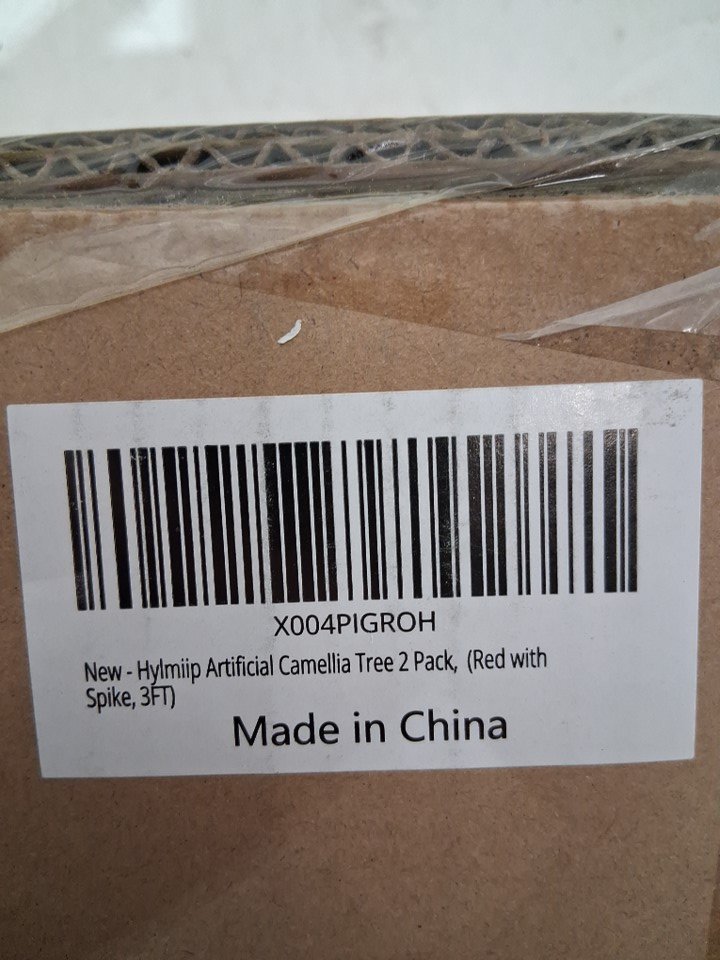 X004PIGROH
New - Hylmiip Artificial Camellia Tree 2 Pack,  (Red with
Spike, 3FT)
Made in China